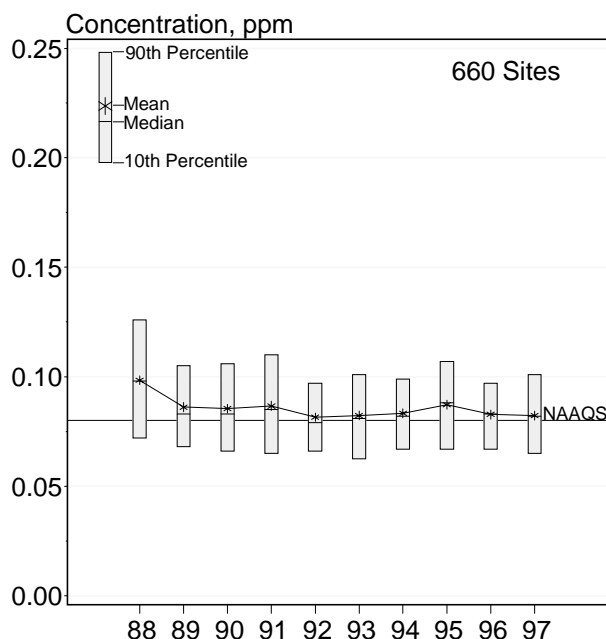 Concentration, ppm
0.25
90th Percentile
660 Sites
Mean
Median
0.20
10th Percentile
0.15
0.10
NAAQS
0.05
0.00
88 89 90 91 92 93 94 95 96 97